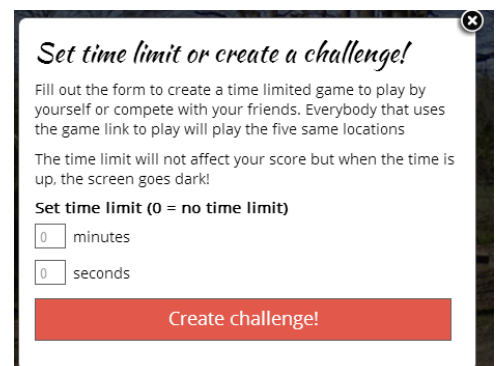 Set time limit or create a challenge!
Fill out the form to create a time limited game to play by
yourself or compete with your friends. Everybody that uses
the game link to play will play the five same locations
The time limit will not affect your score but when the time is
up, the screen goes dark!
Set time limit (0 = no time limit)
0 minutes
0 seconds
Create challenge!